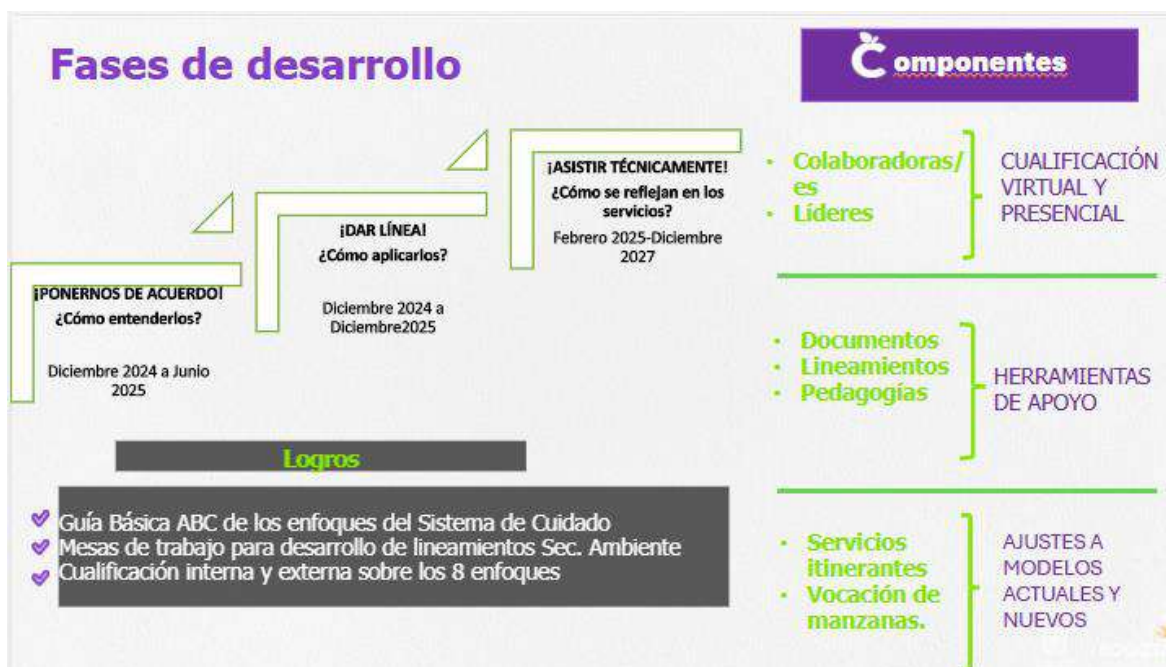 Fases de desarrollo
¡PONERNOS DE ACUERDO!
¿Cómo entenderlos?
Diciembre 2024 a Junio
2025
¡DAR LÍNEA!
¿Cómo aplicarlos?
Diciembre 2024 a
Diciembre2025
¡ASISTIR TÉCNICAMENTE!
¿Cómo se reflejan en los
servicios?
Febrero 2025-Diciembre
2027
Logros
Guía Básica ABC de los enfoques del Sistema de Cuidado
Mesas de trabajo para desarrollo de lineamientos Sec. Ambiente
Cualificación interna y externa sobre los 8 enfoques
Componentes
• Colaboradoras/
es
• Líderes
CUALIFICACIÓN
VIRTUAL Y
PRESENCIAL
• Documentos
• Lineamientos
• Pedagogías
HERRAMIENTAS
DE APOYO
• Servicios
itinerantes
• Vocación de
manzanas.
AJUSTES A
MODELOS
ACTUALES Y
NUEVOS